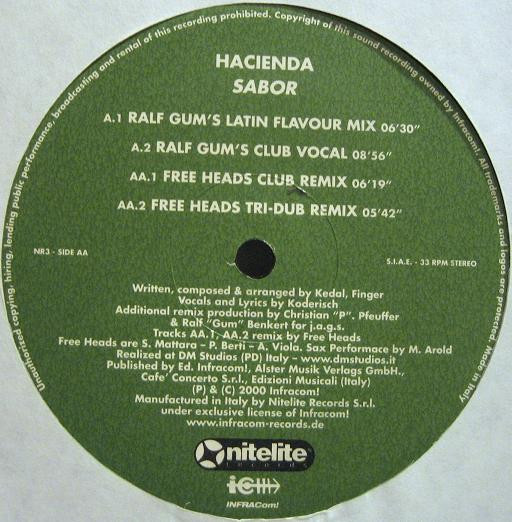 Unauthorised copying, hiring, lending public performance, broadcasting and rental of this recording prohibited. Copyright of this sound recording owned by Infracom! All trademarks and logos are protected. Made in Italy
HACIENDA
SABOR
A.1 RALF GUM'S LATIN FLAVOUR MIX 06'30"
A.2 RALF GUM'S CLUB VOCAL 08'56"
AA.1 FREE HEADS CLUB REMIX 06'19"
AA.2 FREE HEADS TRI-DUB REMIX 05'42"
NR3 - SIDE AA
S.I.A.E. - 33 RPM STEREO
Written, composed & arranged by Kedal, Finger
Vocals and Lyrics by Koderisch
Additional remix production by Christian "P". Pfeuffer
& Ralf "Gum" Benkert for j.a.g.s.
Tracks AA.1, AA.2 remix by Free Heads
Free Heads are S. Mattara – P. Berti – A. Viola. Sax Performace by M. Arold
Realized at DM Studios (PD) Italy – www.dmstudios.it
Published by Ed. Infracom!, Alster Musik Verlags GmbH.,
Cafe' Concerto S.r.l., Edizioni Musicali (Italy)
(P) & (C) 2000 Infracom!
Manufactured in Italy by Nitelite Records S.r.l.
under exclusive license of Infracom!
www.infracom-records.de
nitelite
records
ic
INFRACom!